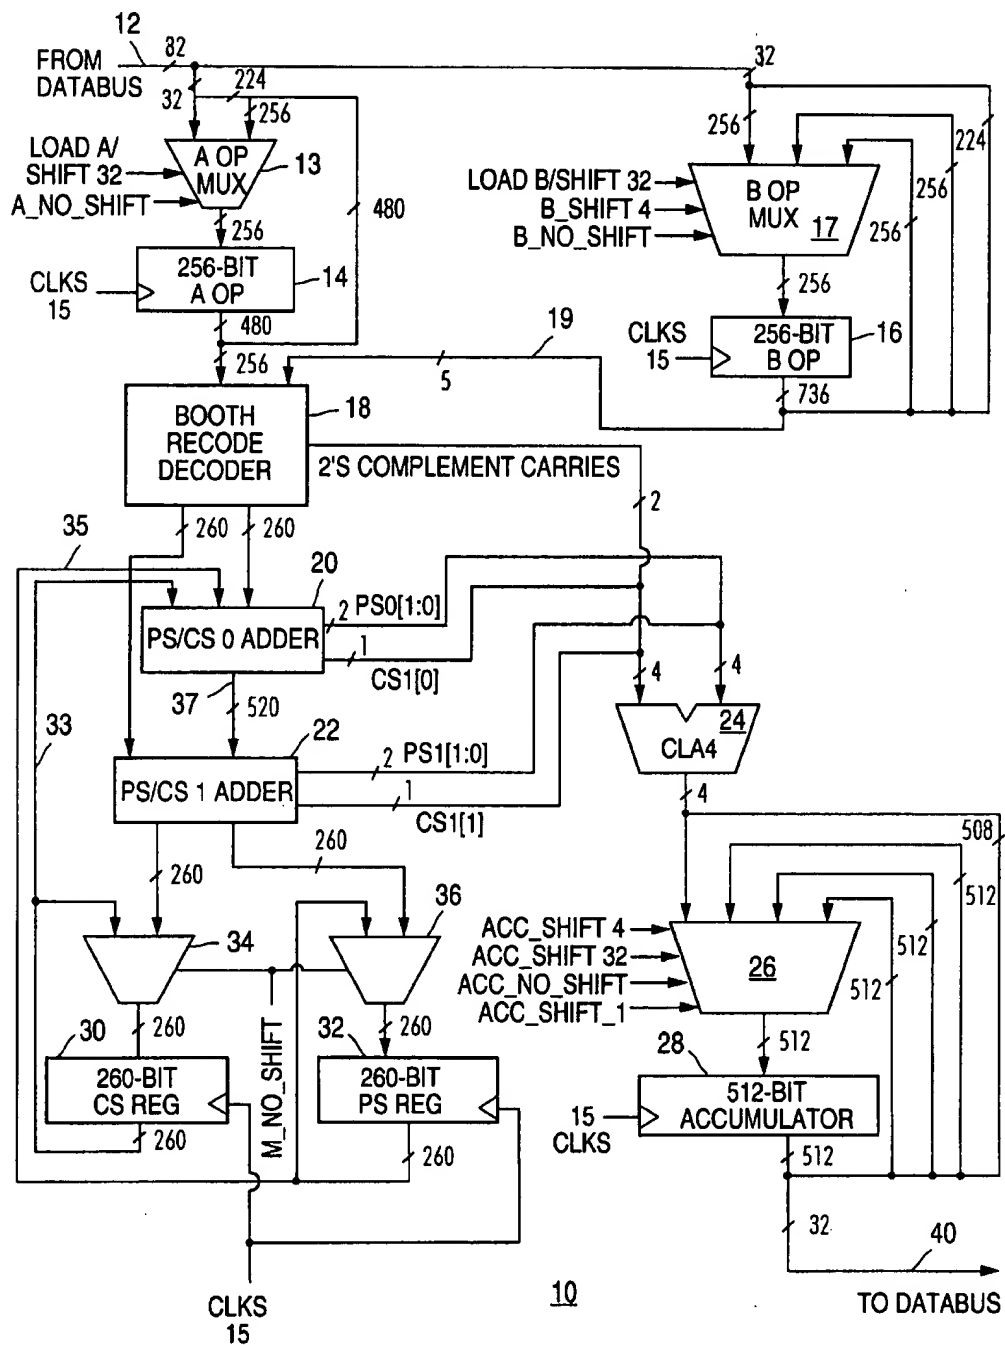 12
FROM
DATABUS
32
32
32
224
256
LOAD A/
SHIFT 32
A_NO_SHIFT
A OP
MUX
13
480
256
CLKS
15
256-BIT
A OP
14
480
256
256
224
LOAD B/SHIFT 32
B_SHIFT 4
B_NO_SHIFT
B OP
MUX
17
256
256
256
CLKS
15
256-BIT
B OP
16
736
19
5
BOOTH
RECODE
DECODER
18
2'S COMPLEMENT CARRIES
2
260
260
35
20
PS/CS 0 ADDER
2
PS0[1:0]
1
CS1[0]
37
520
33
22
PS/CS 1 ADDER
2
PS1[1:0]
1
CS1[1]
4
4
24
CLA4
4
260
260
508
512
512
512
34
36
ACC_SHIFT 4
ACC_SHIFT 32
ACC_NO_SHIFT
ACC_SHIFT_1
26
512
30
260
260-BIT
CS REG
260
M_NO_SHIFT
32
260
260-BIT
PS REG
260
28
15
CLKS
512-BIT
ACCUMULATOR
512
32
40
TO DATABUS
CLKS
15
10